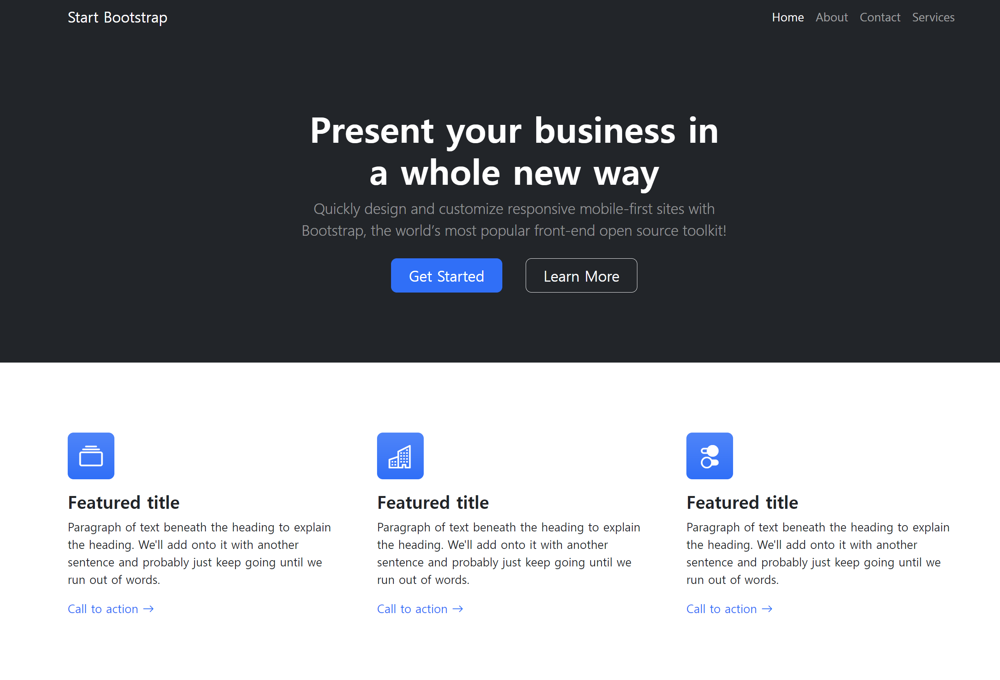 Start Bootstrap
Home About Contact Services
Present your business in
a whole new way
Quickly design and customize responsive mobile-first sites with
Bootstrap, the world’s most popular front-end open source toolkit!
Get Started
Learn More
Featured title
Paragraph of text beneath the heading to explain
the heading. We'll add onto it with another
sentence and probably just keep going until we
run out of words.
Call to action →
Featured title
Paragraph of text beneath the heading to explain
the heading. We'll add onto it with another
sentence and probably just keep going until we
run out of words.
Call to action →
Featured title
Paragraph of text beneath the heading to explain
the heading. We'll add onto it with another
sentence and probably just keep going until we
run out of words.
Call to action →